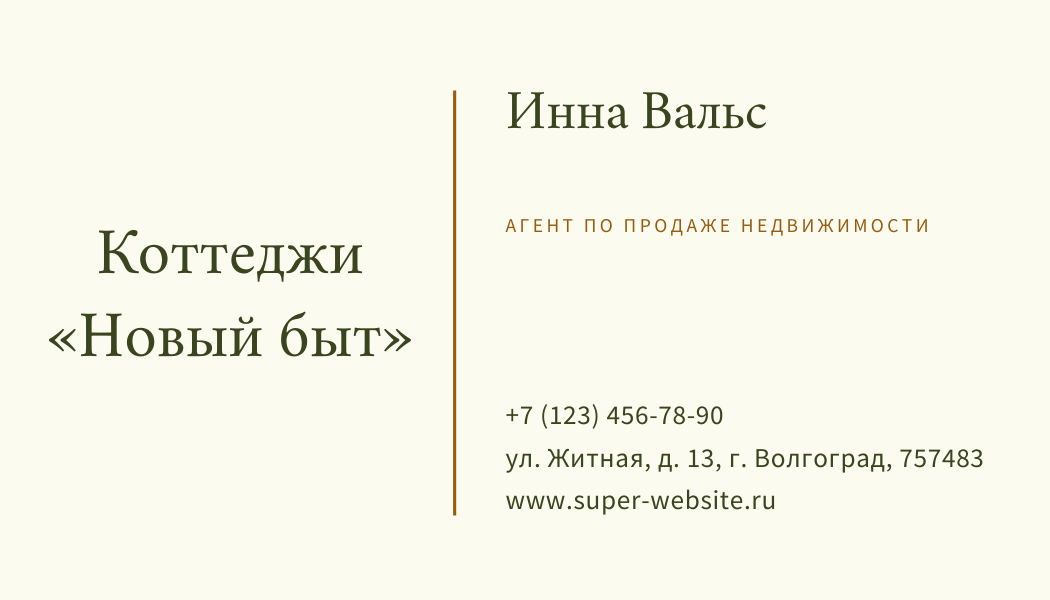 Коттеджи
«Новый быт»
Инна Вальс
АГЕНТ ПО ПРОДАЖЕ НЕДВИЖИМОСТИ
+7 (123) 456-78-90
ул. Житная, д. 13, г. Волгоград, 757483
www.super-website.ru